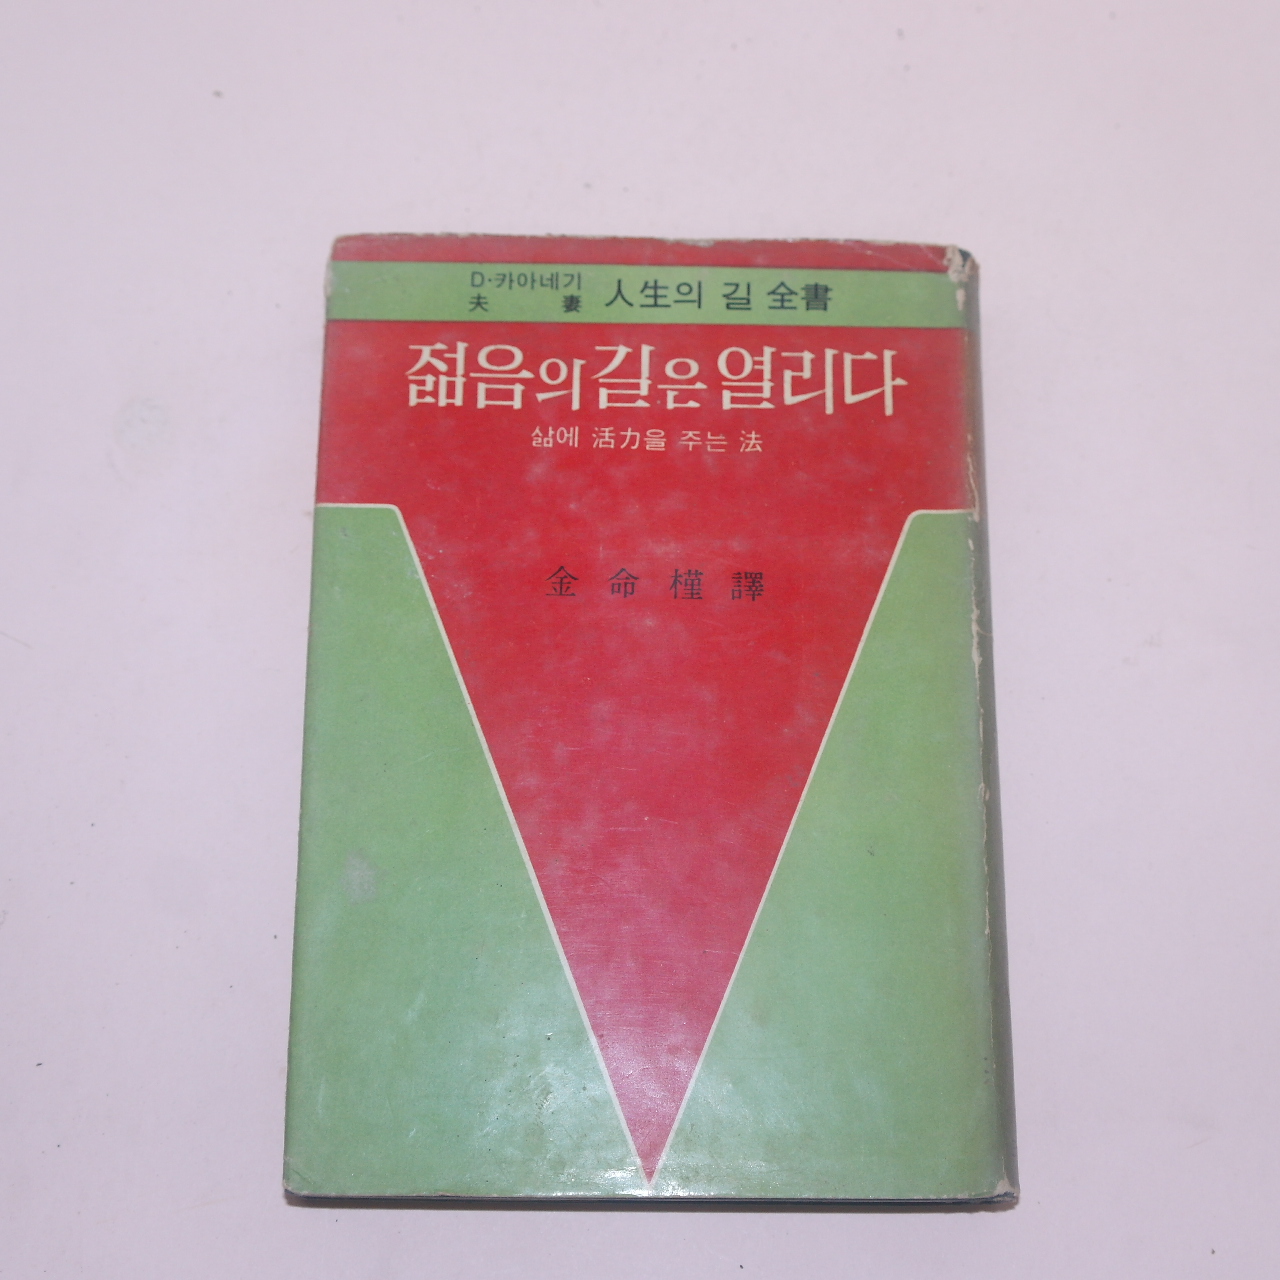 D·카아네기
夫妻 人生의 길 全書
젊음의 길은 열리다
삶에 活力을 주는 法
金命槿譯